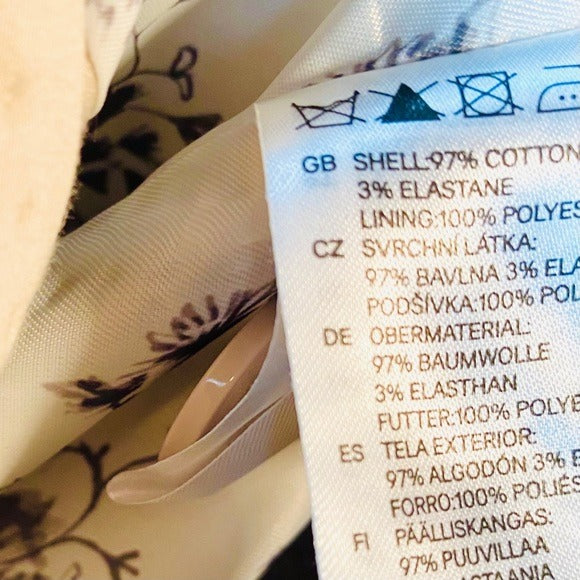 GB SHELL:97% COTTON
3% ELASTANE
LINING:100% POLYES
CZ SVRCHNÍ LÁTKA:
97% BAVLNA 3% ELA
PODŠÍVKA:100% POL
DE OBERMATERIAL:
97% BAUMWOLLE
3% ELASTHAN
FUTTER:100% POLYE
ES TELA EXTERIOR:
97% ALGODÓN 3% E
FORRO:100% POLIÉS
FI PÄÄLLISKANGAS:
97% PUUVILLAA